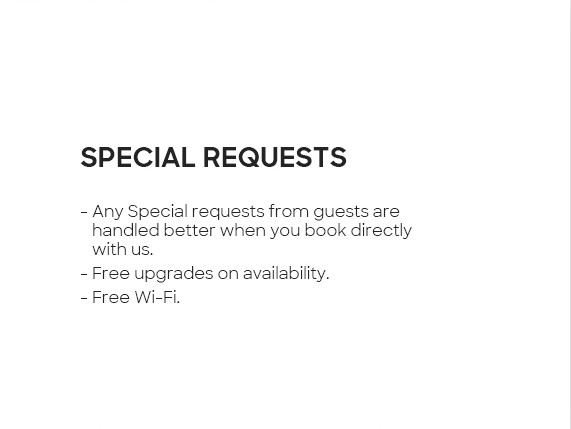 SPECIAL REQUESTS
- Any Special requests from guests are
handled better when you book directly
with us.
- Free upgrades on availability.
- Free Wi-Fi.